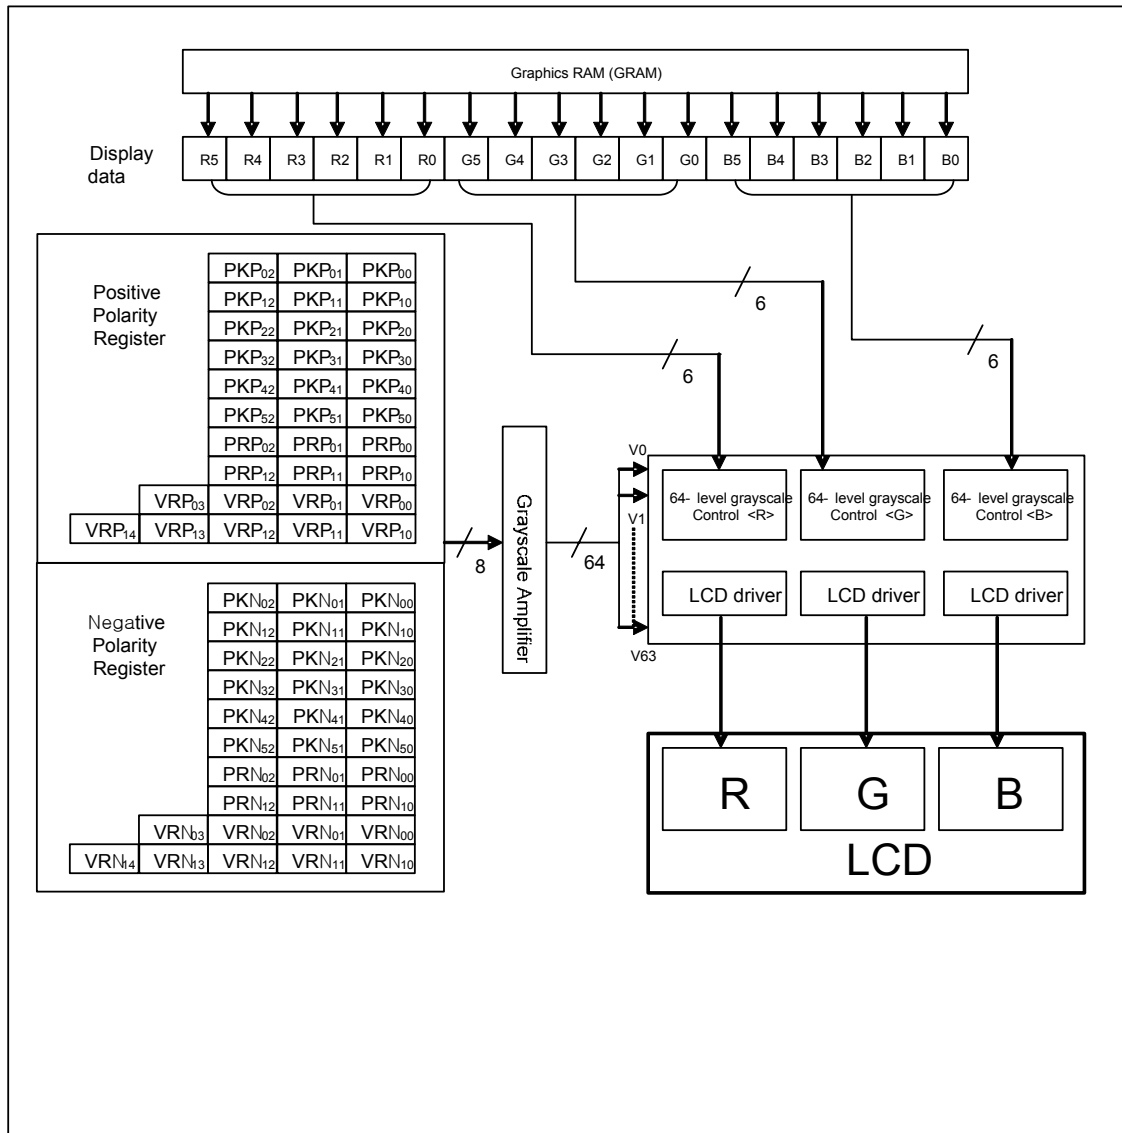 Graphics RAM (GRAM)
Display
data
R5 R4 R3 R2 R1 R0 G5 G4 G3 G2 G1 G0 B5 B4 B3 B2 B1 B0
Positive
Polarity
Register
PKP02 PKP01 PKP00
PKP12 PKP11 PKP10
PKP22 PKP21 PKP20
PKP32 PKP31 PKP30
PKP42 PKP41 PKP40
PKP52 PKP51 PKP50
PRP02 PRP01 PRP00
PRP12 PRP11 PRP10
VRP03 VRP02 VRP01 VRP00
VRP14 VRP13 VRP12 VRP11 VRP10
Negative
Polarity
Register
PKN02 PKN01 PKN00
PKN12 PKN11 PKN10
PKN22 PKN21 PKN20
PKN32 PKN31 PKN30
PKN42 PKN41 PKN40
PKN52 PKN51 PKN50
PRN02 PRN01 PRN00
PRN12 PRN11 PRN10
VRN03 VRN02 VRN01 VRN00
VRN14 VRN13 VRN12 VRN11 VRN10
8
Grayscale Amplifier
64
V0
V1
V63
6
6
6
64- level grayscale
Control <R>
64- level grayscale
Control <G>
64- level grayscale
Control <B>
LCD driver
LCD driver
LCD driver
R
G
B
LCD